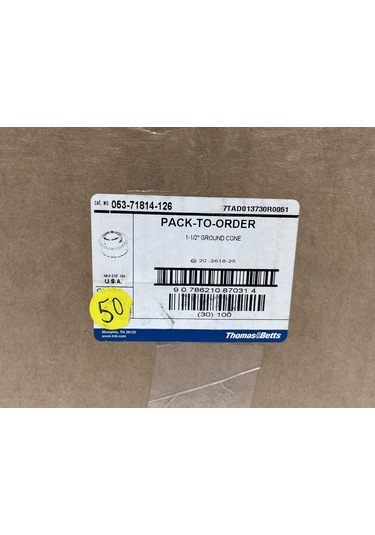 CAT. NO. 053-71814-126
7TAD013730R0051
PACK-TO-ORDER
1-1/2" GROUND CONE
20-2618-25
MADE IN
U.S.A.
9 0 786210 87031 4
50
(30) 100
Memphis, TN 38125
www.tnb.com
Thomas&Betts